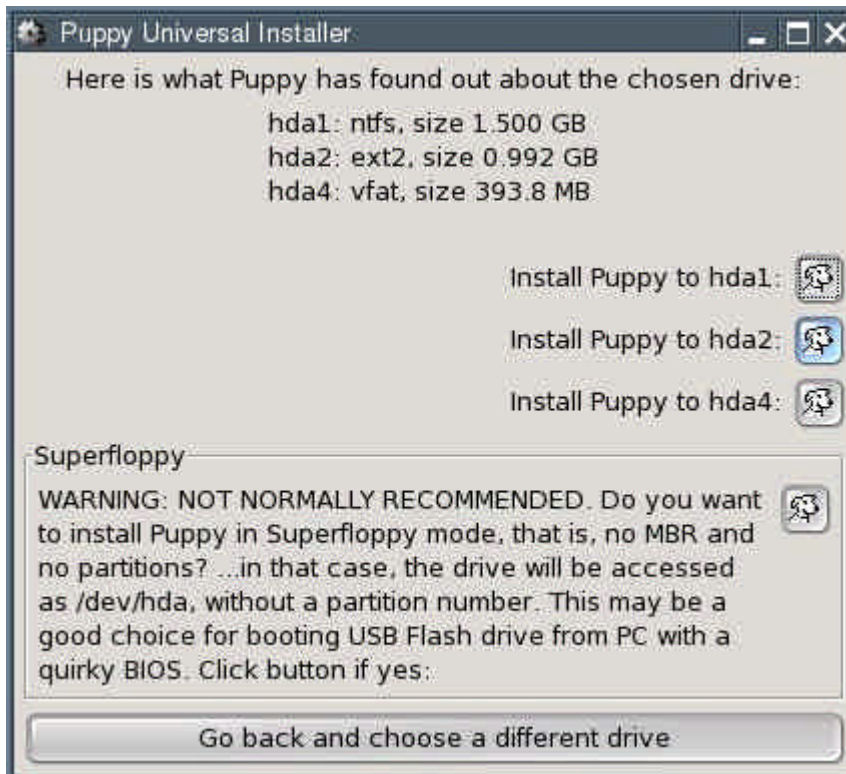 Puppy Universal Installer
Here is what Puppy has found out about the chosen drive:
hda1: ntfs, size 1.500 GB
hda2: ext2, size 0.992 GB
hda4: vfat, size 393.8 MB
Install Puppy to hda1:
Install Puppy to hda2:
Install Puppy to hda4:
Superfloppy
WARNING: NOT NORMALLY RECOMMENDED. Do you want
to install Puppy in Superfloppy mode, that is, no MBR and
no partitions? ...in that case, the drive will be accessed
as /dev/hda, without a partition number. This may be a
good choice for booting USB Flash drive from PC with a
quirky BIOS. Click button if yes:
Go back and choose a different drive